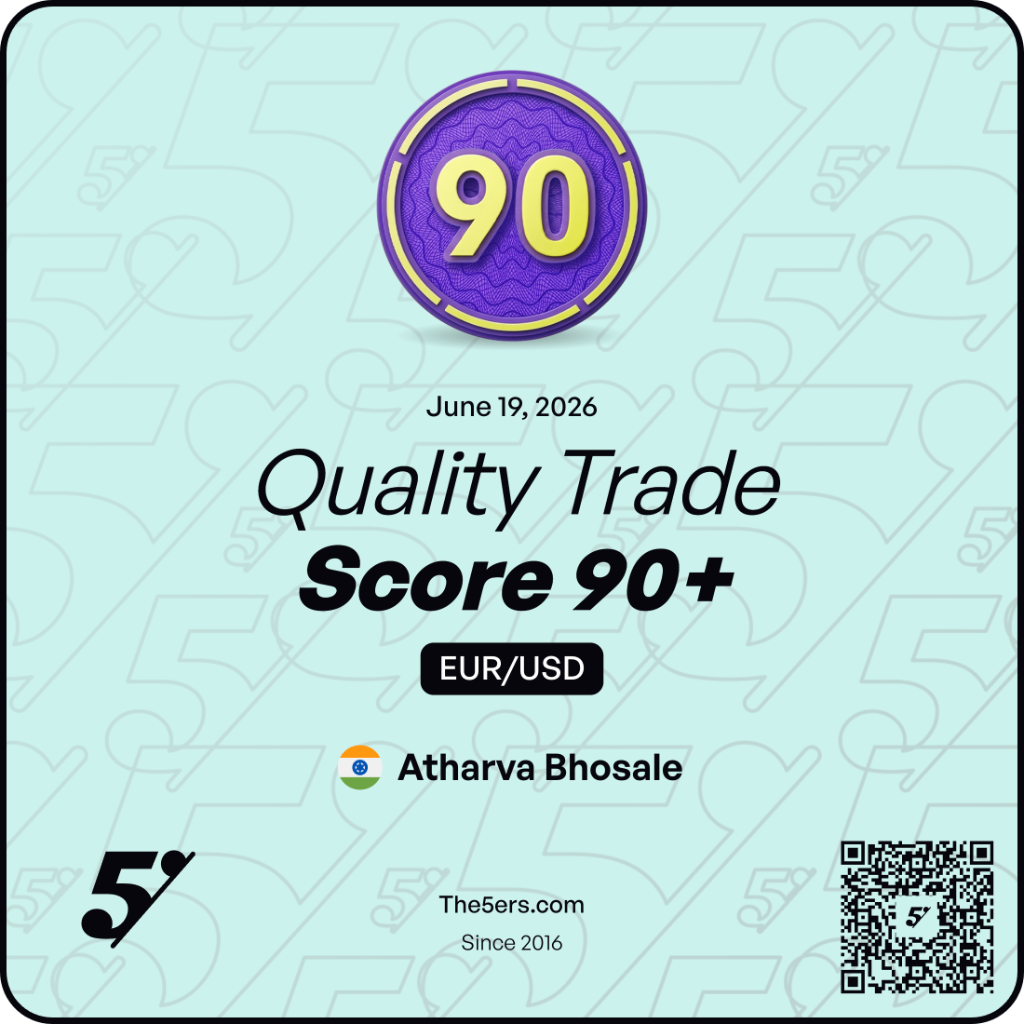 90
June 19, 2026
Quality Trade
Score 90+
EUR/USD
Atharva Bhosale
5%
The5ers.com
Since 2016